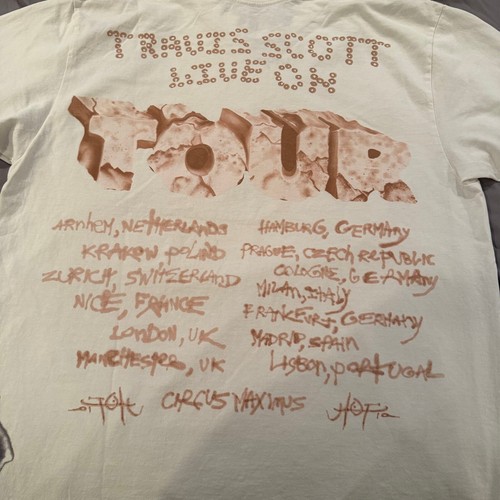 TRAVIS SCOTT
LIVE ON
TOUR
ARNHEM, NETHERLANDS
KRAKOW, POLAND
ZURICH, SWITZERLAND
NICE, FRANCE
LONDON, UK
MANCHESTER, UK
HAMBURG, GERMANY
PRAGUE, CZECH REPUBLIC
COLOGNE, GERMANY
MILAN, ITALY
FRANKFURT, GERMANY
MADRID, SPAIN
LISBON, PORTUGAL
CIRCUS MAXIMUS